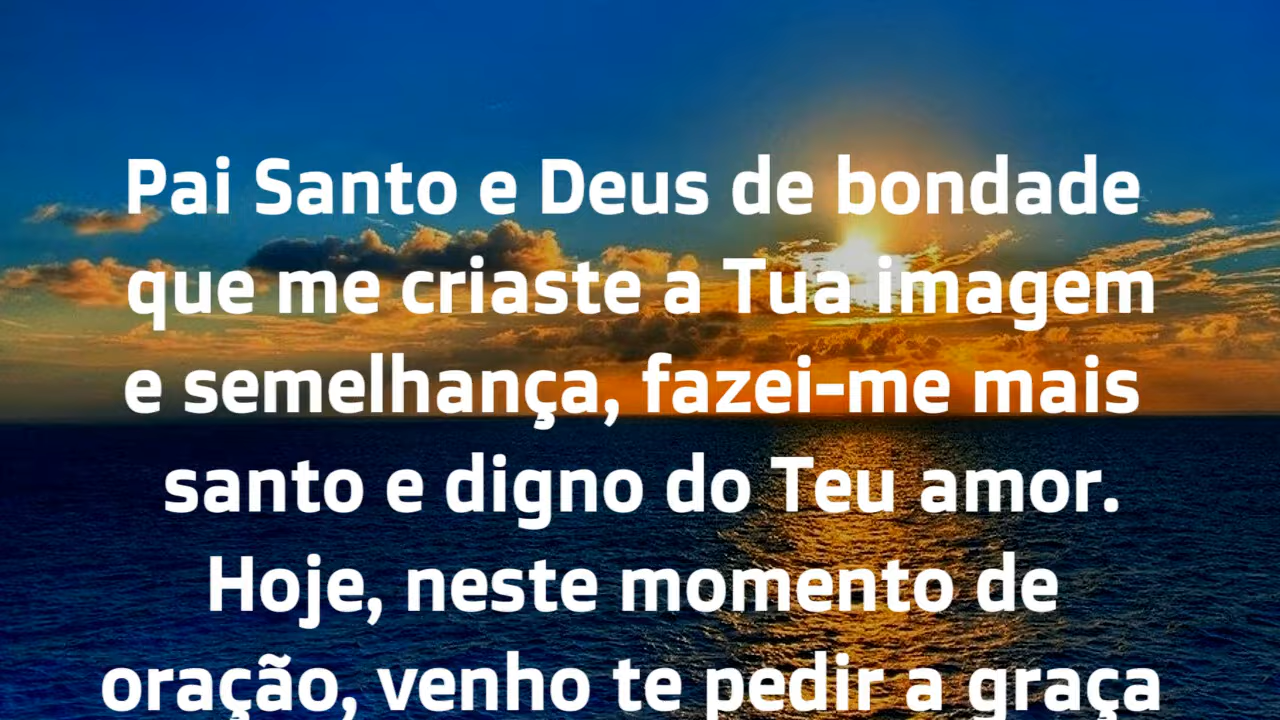 Pai Santo e Deus de bondade
que me criaste a Tua imagem
e semelhança, fazei-me mais
santo e digno do Teu amor.
Hoje, neste momento de
oração, venho te pedir a graça